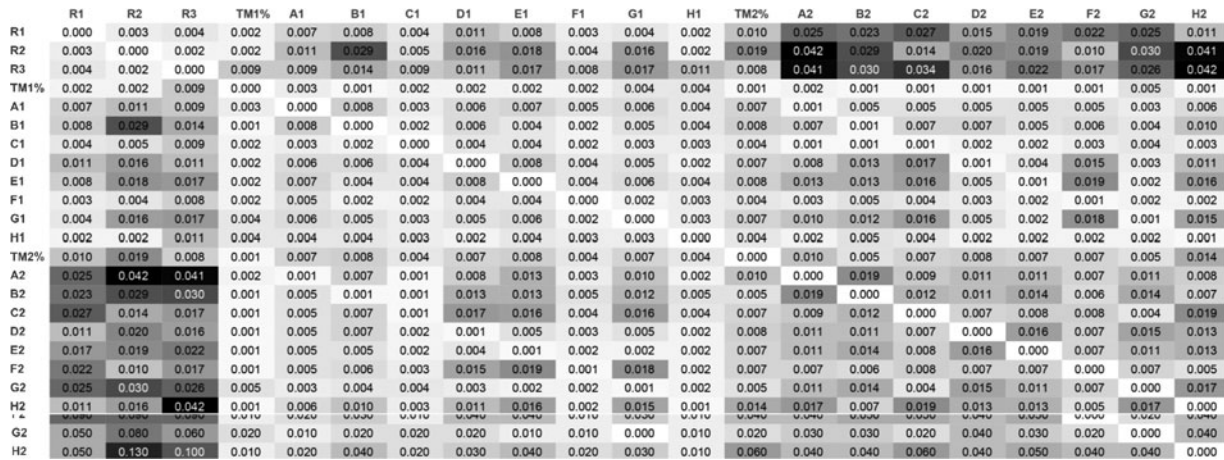 R1 R2 R3 TM1% A1 B1 C1 D1 E1 F1 G1 H1 TM2% A2 B2 C2 D2 E2 F2 G2 H2
R1 0.000 0.003 0.004 0.002 0.007 0.008 0.004 0.011 0.008 0.003 0.004 0.002 0.010 0.025 0.023 0.027 0.015 0.019 0.022 0.025 0.011
R2 0.003 0.000 0.002 0.002 0.011 0.029 0.005 0.016 0.018 0.004 0.016 0.002 0.019 0.042 0.029 0.014 0.020 0.019 0.010 0.030 0.041
R3 0.004 0.002 0.000 0.009 0.009 0.014 0.009 0.011 0.017 0.008 0.017 0.011 0.008 0.041 0.030 0.034 0.016 0.022 0.017 0.026 0.042
TM1% 0.002 0.002 0.009 0.000 0.003 0.001 0.002 0.002 0.002 0.002 0.004 0.004 0.001 0.002 0.001 0.001 0.001 0.001 0.001 0.005 0.001
A1 0.007 0.011 0.009 0.003 0.000 0.008 0.003 0.006 0.007 0.005 0.006 0.004 0.007 0.001 0.005 0.005 0.005 0.005 0.005 0.003 0.006
B1 0.008 0.029 0.014 0.001 0.008 0.000 0.002 0.006 0.004 0.002 0.005 0.004 0.008 0.007 0.001 0.007 0.007 0.005 0.006 0.004 0.010
C1 0.004 0.005 0.009 0.002 0.003 0.002 0.000 0.004 0.004 0.002 0.003 0.003 0.004 0.001 0.001 0.001 0.002 0.002 0.003 0.004 0.003
D1 0.011 0.016 0.011 0.002 0.006 0.006 0.004 0.000 0.008 0.004 0.005 0.002 0.007 0.008 0.013 0.017 0.001 0.004 0.015 0.003 0.011
E1 0.008 0.018 0.017 0.002 0.007 0.004 0.004 0.008 0.000 0.004 0.006 0.004 0.008 0.013 0.013 0.016 0.005 0.001 0.019 0.002 0.016
F1 0.003 0.004 0.008 0.002 0.005 0.002 0.002 0.004 0.004 0.000 0.002 0.003 0.004 0.003 0.005 0.004 0.003 0.002 0.001 0.002 0.002
G1 0.004 0.016 0.017 0.004 0.006 0.005 0.003 0.005 0.006 0.002 0.000 0.003 0.007 0.010 0.012 0.016 0.005 0.002 0.018 0.001 0.015
H1 0.002 0.002 0.011 0.004 0.004 0.004 0.003 0.002 0.004 0.003 0.003 0.000 0.004 0.002 0.005 0.004 0.002 0.002 0.002 0.002 0.001
TM2% 0.010 0.019 0.008 0.001 0.007 0.008 0.004 0.007 0.008 0.004 0.007 0.004 0.000 0.010 0.005 0.007 0.008 0.007 0.007 0.005 0.014
A2 0.025 0.042 0.041 0.002 0.001 0.007 0.001 0.008 0.013 0.003 0.010 0.002 0.010 0.000 0.019 0.009 0.011 0.011 0.007 0.011 0.008
B2 0.023 0.029 0.030 0.001 0.005 0.001 0.001 0.013 0.013 0.005 0.012 0.005 0.005 0.019 0.000 0.012 0.011 0.014 0.006 0.014 0.007
C2 0.027 0.014 0.017 0.001 0.005 0.007 0.001 0.017 0.016 0.004 0.016 0.004 0.007 0.009 0.012 0.000 0.007 0.008 0.008 0.004 0.019
D2 0.011 0.020 0.016 0.001 0.005 0.007 0.002 0.001 0.005 0.003 0.005 0.002 0.008 0.011 0.011 0.007 0.000 0.016 0.007 0.015 0.013
E2 0.017 0.019 0.022 0.001 0.005 0.005 0.002 0.004 0.001 0.002 0.002 0.002 0.007 0.011 0.014 0.008 0.016 0.000 0.007 0.011 0.013
F2 0.022 0.010 0.017 0.001 0.005 0.006 0.003 0.015 0.019 0.001 0.018 0.002 0.007 0.007 0.006 0.008 0.007 0.007 0.000 0.007 0.005
G2 0.025 0.030 0.026 0.005 0.003 0.004 0.004 0.003 0.002 0.002 0.001 0.002 0.005 0.011 0.014 0.004 0.015 0.011 0.007 0.000 0.017
H2 0.011 0.016 0.042 0.001 0.006 0.010 0.003 0.011 0.016 0.002 0.015 0.001 0.014 0.017 0.007 0.019 0.013 0.013 0.005 0.017 0.000
G2 0.050 0.080 0.060 0.020 0.010 0.020 0.020 0.020 0.010 0.010 0.000 0.010 0.020 0.030 0.030 0.020 0.040 0.030 0.020 0.000 0.040
H2 0.050 0.130 0.100 0.010 0.020 0.040 0.020 0.030 0.040 0.020 0.030 0.010 0.060 0.040 0.040 0.060 0.040 0.050 0.040 0.040 0.000